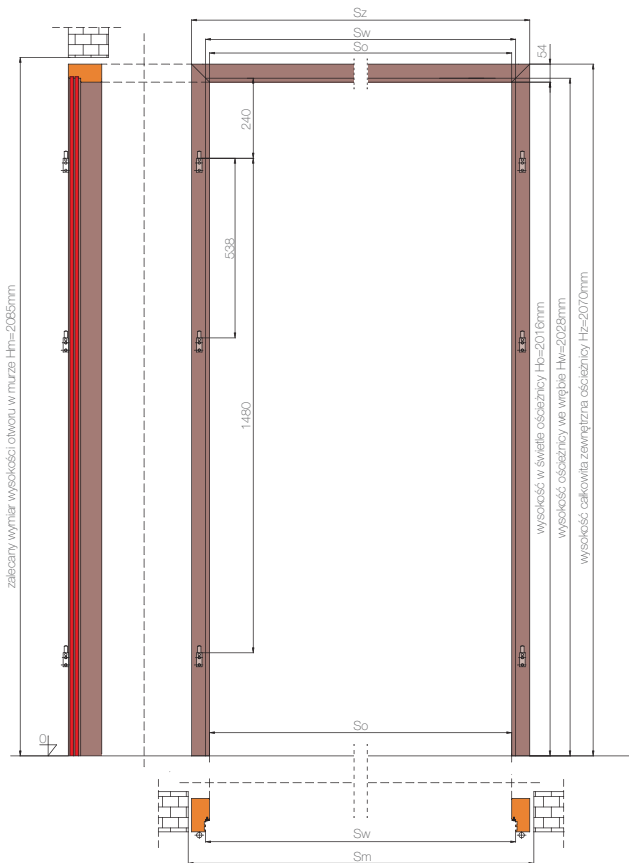 Sz
Sw
So
54
240
538
1480
zalecany wymiar wysokości otworu w murze Hm=2085mm
wysokość w świetle ościeżnicy Ho=2016mm
wysokość ościeżnicy we wrębie Hw=2028mm
wysokość całkowita zewnętrzna ościeżnicy Hz=2070mm
0
So
Sw
Sm